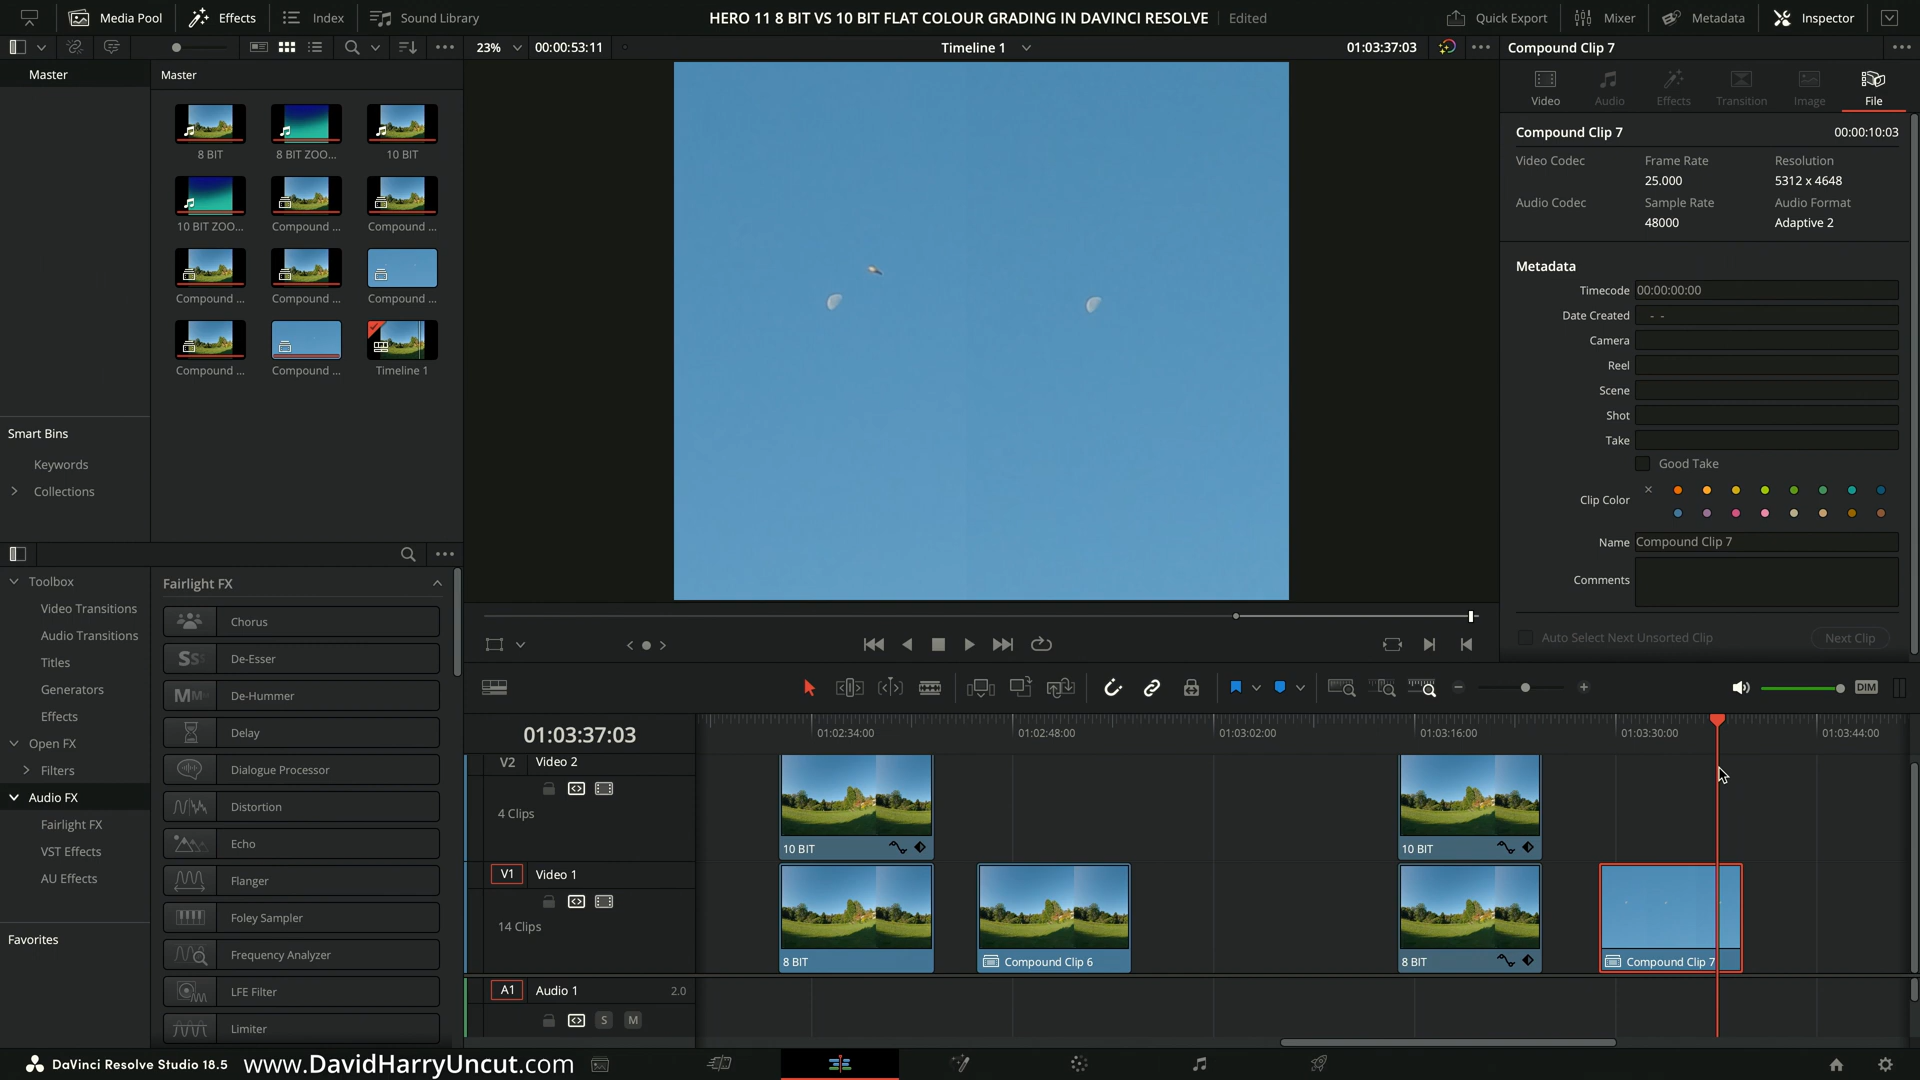 Media Pool Effects Index Sound Library HERO 11 8 BIT VS 10 BIT FLAT COLOUR GRADING IN DAVINCI RESOLVE Edited Quick Export Mixer Metadata Inspector
23% 00:00:53:11 Timeline 1 01:03:37:03 Compound Clip 7
Master Master
Video Audio Effects Transition Image File
8 BIT 8 BIT ZOO... 10 BIT
Compound Clip 7 00:00:10:03
Video Codec Frame Rate Resolution
25.000 5312 x 4648
Audio Codec Sample Rate Audio Format
48000 Adaptive 2
10 BIT ZOO... Compound ... Compound ...
Metadata
Timecode 00:00:00:00
Compound ... Compound ... Compound ...
Date Created - -
Camera
Reel
Compound ... Compound ... Timeline 1
Scene
Shot
Smart Bins
Take
Keywords
Good Take
Collections
Clip Color
Name Compound Clip 7
Comments
Toolbox Fairlight FX
Video Transitions Chorus
Audio Transitions
Auto Select Next Unsorted Clip Next Clip
Titles De-Esser
Generators De-Hummer
DIM
Effects
Open FX Delay
01:03:37:03 01:02:34:00 01:02:48:00 01:03:02:00 01:03:16:00 01:03:30:00 01:03:44:00
Filters Dialogue Processor
V2 Video 2
Audio FX Distortion
4 Clips
Fairlight FX
10 BIT 10 BIT
VST Effects Echo
AU Effects Flanger
V1 Video 1
Foley Sampler
14 Clips
Favorites
Frequency Analyzer
8 BIT Compound Clip 6 8 BIT Compound Clip 7
LFE Filter
A1 Audio 1 2.0
S M
Limiter
DaVinci Resolve Studio 18.5 www.DavidHarryUncut.com